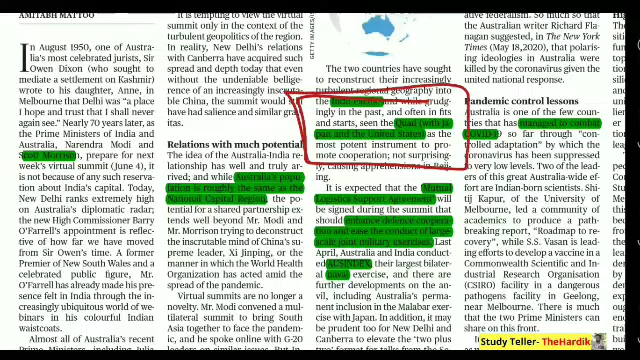 AMITABH MATTOO
In August 1950, one of Austra-
lia's most celebrated jurists, Sir
Owen Dixon (who sought to
mediate a settlement on Kashmir)
wrote to his daughter, Anne, in
Melbourne that Delhi was "a place
I hope and trust that I shall never
again see." Nearly 70 years later, as
the Prime Ministers of India and
Australia, Narendra Modi and
Scott Morrison, prepare for next
week's virtual summit (June 4), it
is not because of any such reserva-
tion about India's capital. Today,
New Delhi ranks extremely high
on Australia's diplomatic radar;
the new High Commissioner Barry
O'Farrell's appointment is reflec-
tive of how far we have moved
from Sir Owen's time. A former
Premier of New South Wales and a
celebrated public figure, Mr.
O'Farrell has already made his pres-
ence felt in India through the in-
creasingly ubiquitous world of we-
binars in his colourful Indian
waistcoats.
Almost all of Australia's recent
It is tempting to view the virtual
summit only in the context of the
turbulent geopolitics of the region.
In reality, New Delhi's relations
with Canberra have acquired such
spread and depth today that even
without the undeniable bellige-
rence of an increasingly inscruta-
ble China, the summit would still
have had salience and similar grav-
itas.
Relations with much potential
The idea of the Australia-India re-
lationship has well and truly ar-
rived; and while Australia's popu-
lation is roughly the same as the
National Capital Region, the po-
tential for a shared partnership ex-
tends well beyond Mr. Modi and
Mr. Morrison trying to deconstruct
the inscrutable mind of China's su-
preme leader, Xi Jinping, or the
manner in which the World Health
Organization has acted amid the
spread of the pandemic.
Virtual summits are no longer a
novelty. Mr. Modi convened a mul-
tilateral summit to bring South
Asia together to face the pandem-
ic, and he spoke online with G-20
GETTY IMAGES
The two countries have sought
to reconstruct their increasingly
turbulent regional geography into
the Indo-Pacific and while grudg-
ingly in the past, and often in fits
and starts, seen the Quad (with Ja-
pan and the United States) as the
most potent instrument to pro-
mote cooperation; not surprising-
ly, causing apprehensions in Beij-
ing.
It is expected that the Mutual
Logistics Support Agreement will
be signed during the summit that
should enhance defence coopera-
tion and ease the conduct of large-
scale joint military exercises. Last
April, Australia and India conduct-
ed AUSINDEX, their largest bilater-
al naval exercise, and there are
further developments on the an-
vil, including Australia's perma-
nent inclusion in the Malabar exer-
cise with Japan. In addition, it may
be prudent too for New Delhi and
Canberra to elevate the 'two plus
ative federalism. So much so that
the Australian writer Richard Fla-
nagan suggested, in The New York
Times (May 18,2020), that polaris-
ing ideologies in Australia were
killed by the coronavirus given the
united national response.
Pandemic control lessons
Australia is one of the few coun-
tries that has managed to combat
COVID-19 so far through "con-
trolled adaptation" by which the
coronavirus has been suppressed
to very low levels. Two of the lead-
ers of this great Australia-wide ef-
fort are Indian-born scientists. Shi-
tij Kapur, of the University of
Melbourne, led a community of
academics to produce a path-
breaking report, "Roadmap to re-
covery", while S.S. Vasan is lead-
ing efforts to develop a vaccine in a
Commonwealth Scientific and In-
dustrial Research Organisation
(CSIRO) facility in a dangerous
pathogens facility in Geelong,
near Melbourne. There is much
that the two Prime Ministers can
share on this front.
Study Teller- TheHardik